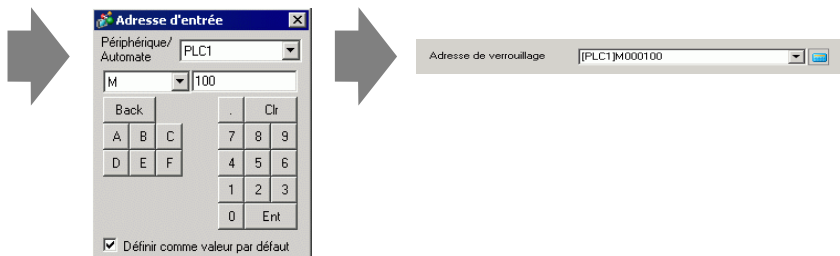 Adresse d'entrée
Périphérique/
Automate
PLC1
M
100
Back
.
Clr
A B C
7 8 9
D E F
4 5 6
1 2 3
0
Ent
Définir comme valeur par défaut
Adresse de verrouillage
[PLC1]M000100